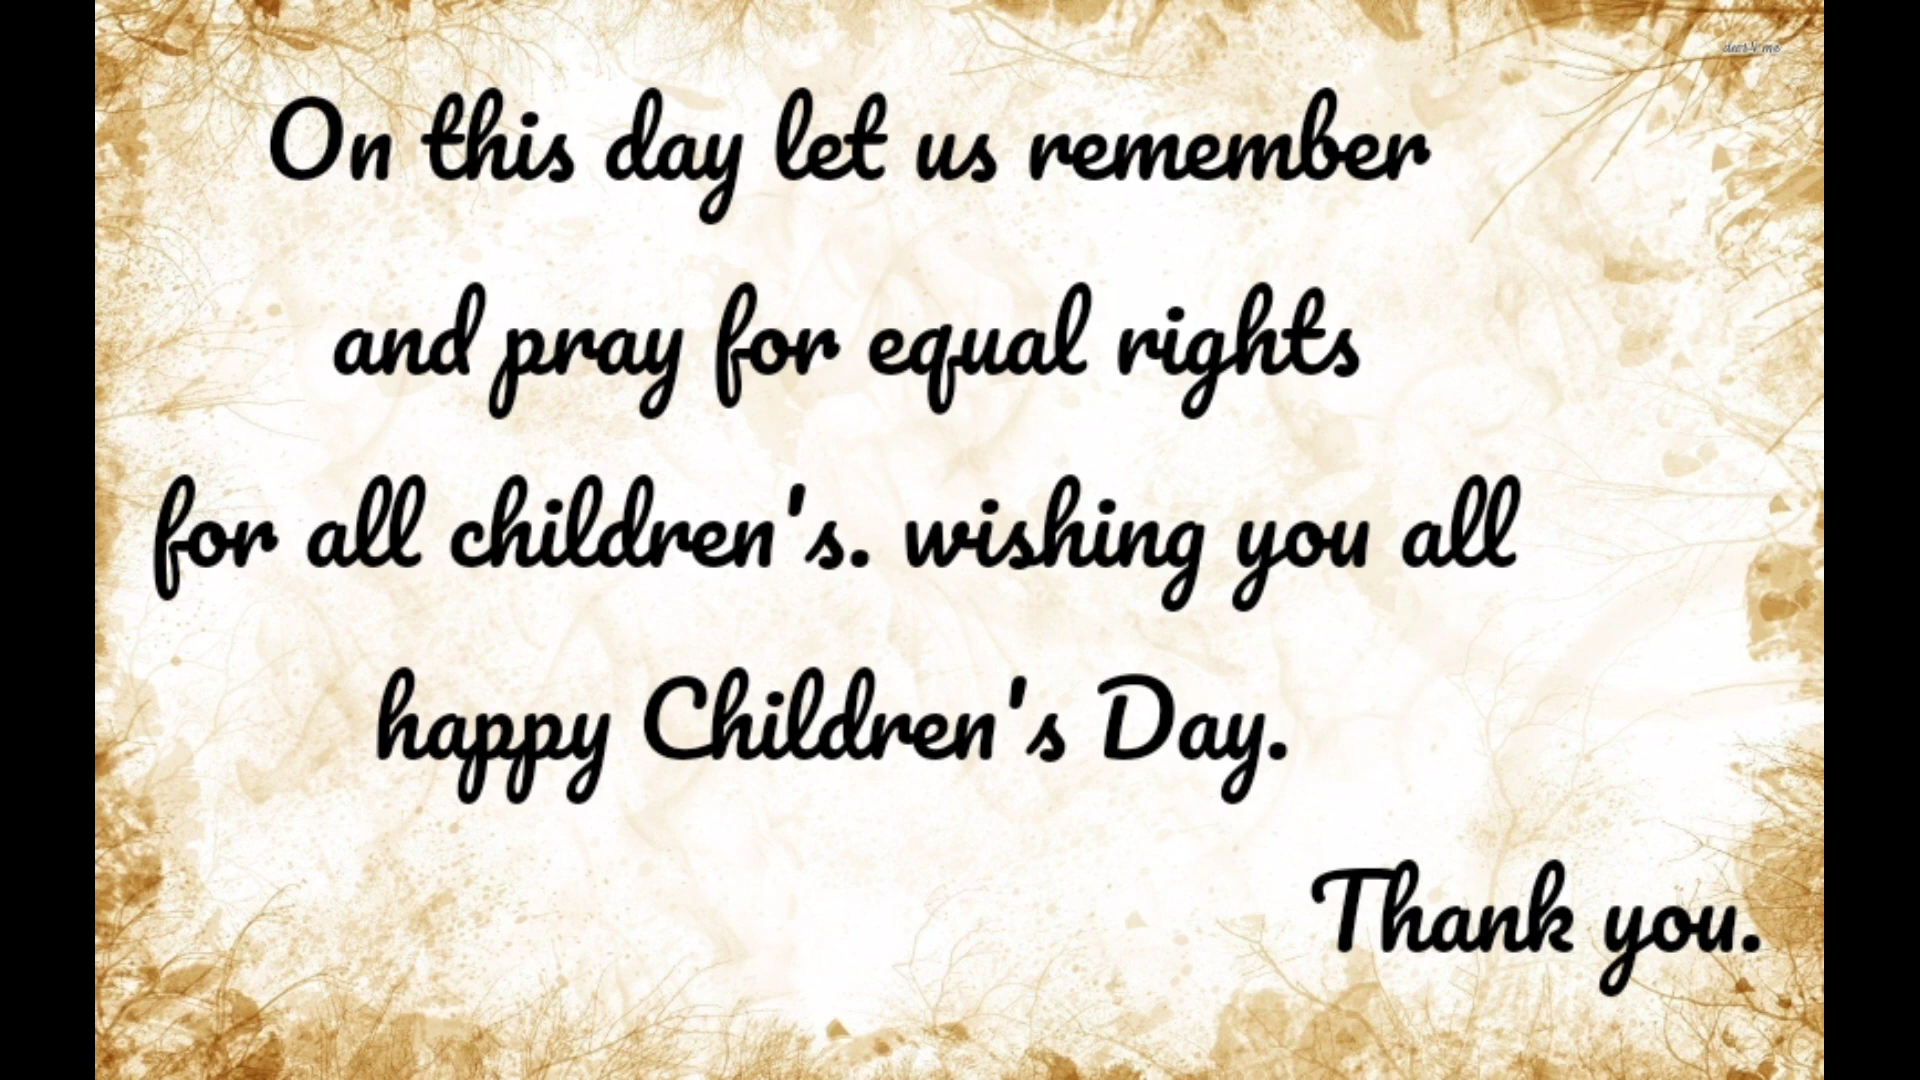 On this day let us remember
and pray for equal rights
for all children's. wishing you all
happy Children's Day.
Thank you.